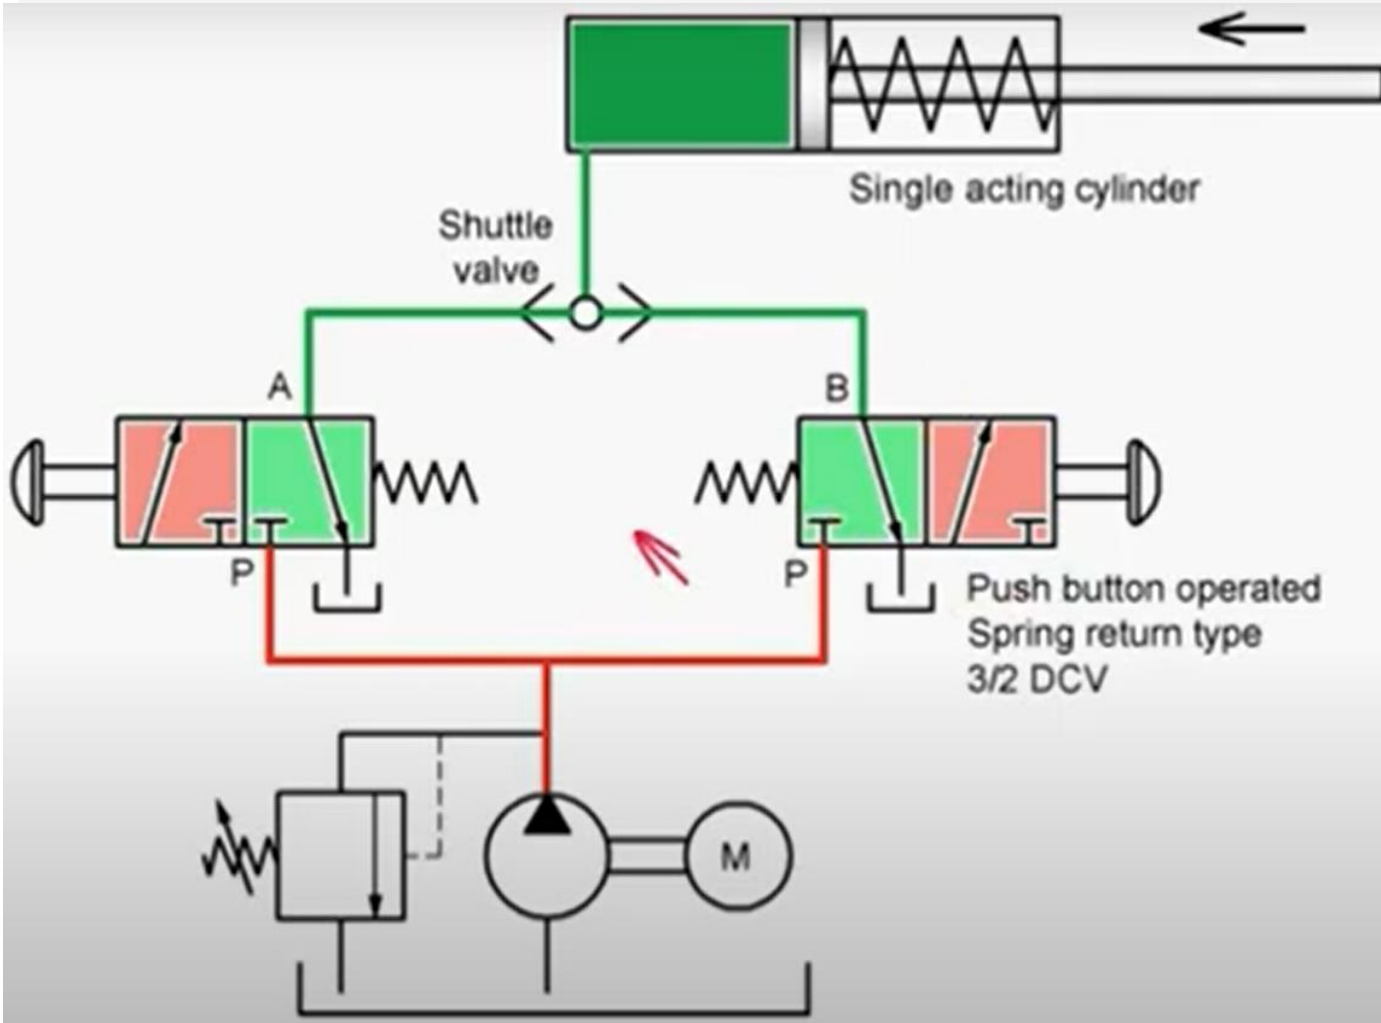 Single acting cylinder
Shuttle
valve
A
B
P
P
Push button operated
Spring return type
3/2 DCV
M